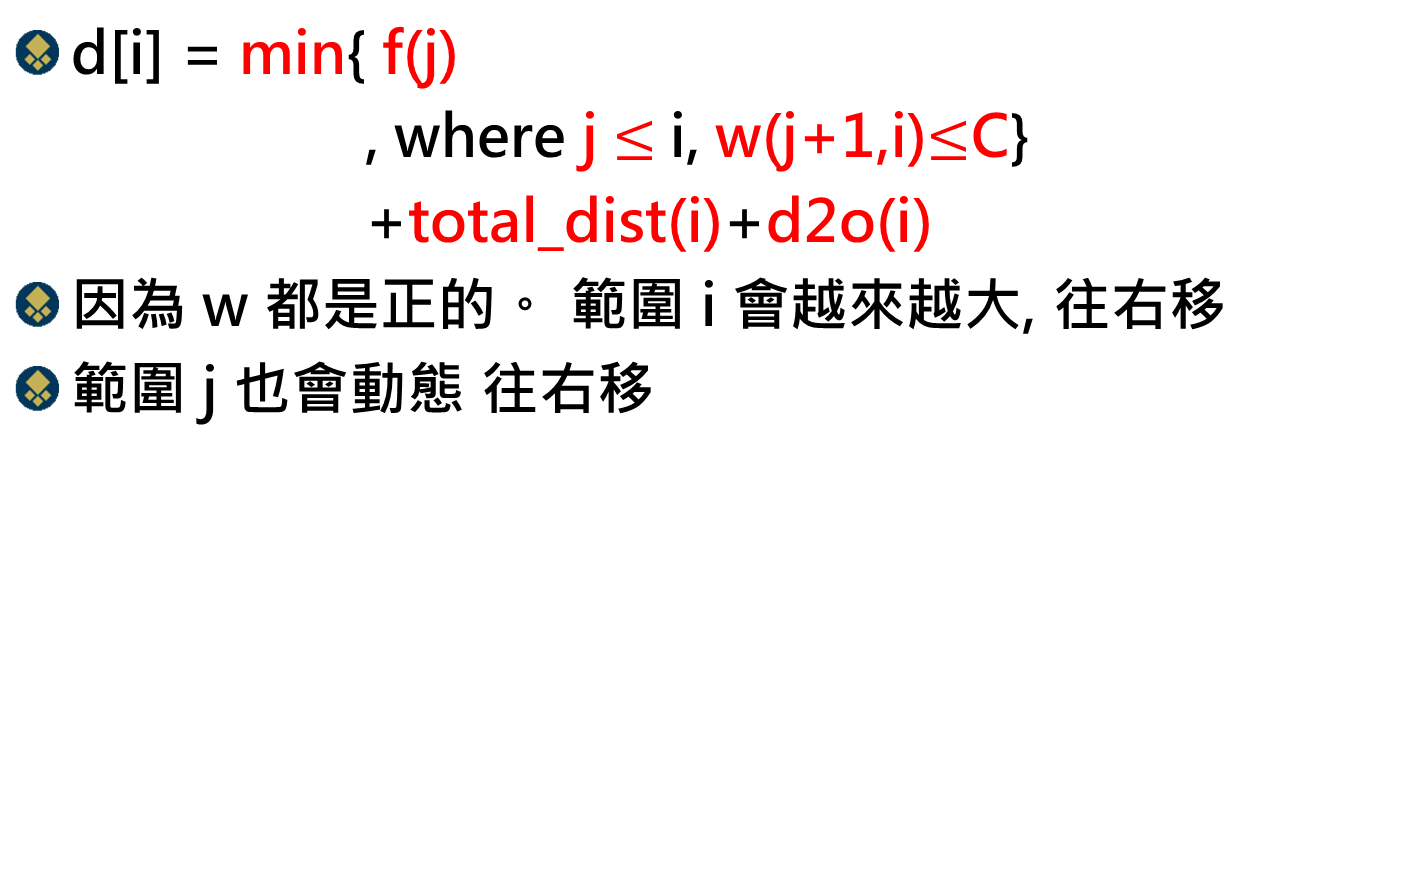 d[i] = min{ f(j)
, where j ≤ i, w(j+1,i)≤C}
+total_dist(i)+d2o(i)
因為 w 都是正的。 範圍 i 會越來越大, 往右移
範圍 j 也會動態 往右移